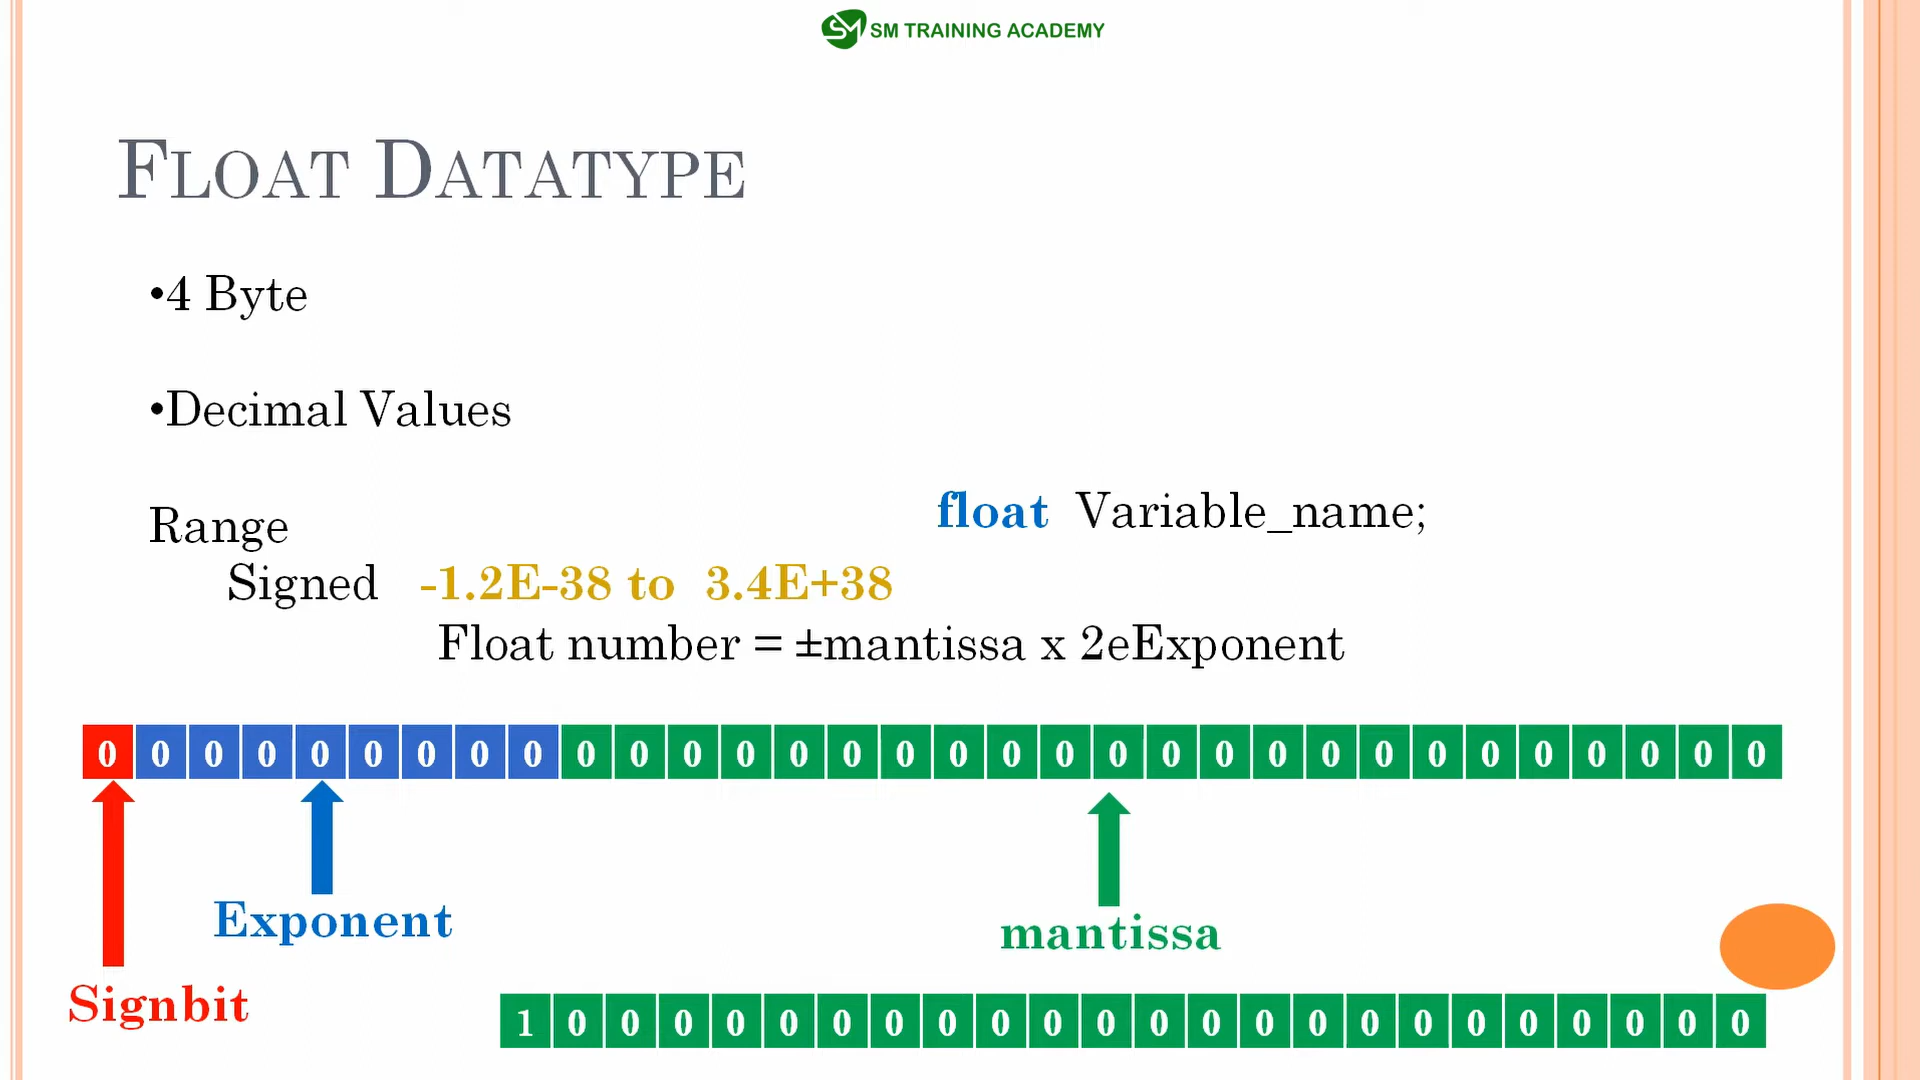 SM TRAINING ACADEMY
FLOAT DATATYPE
•4 Byte
•Decimal Values
Range
float Variable_name;
Signed -1.2E-38 to 3.4E+38
Float number = ±mantissa x 2eExponent
0 0 0 0 0 0 0 0 0 0 0 0 0 0 0 0 0 0 0 0 0 0 0 0 0 0 0 0 0 0 0 0
Exponent
mantissa
Signbit
1 0 0 0 0 0 0 0 0 0 0 0 0 0 0 0 0 0 0 0 0 0 0 0